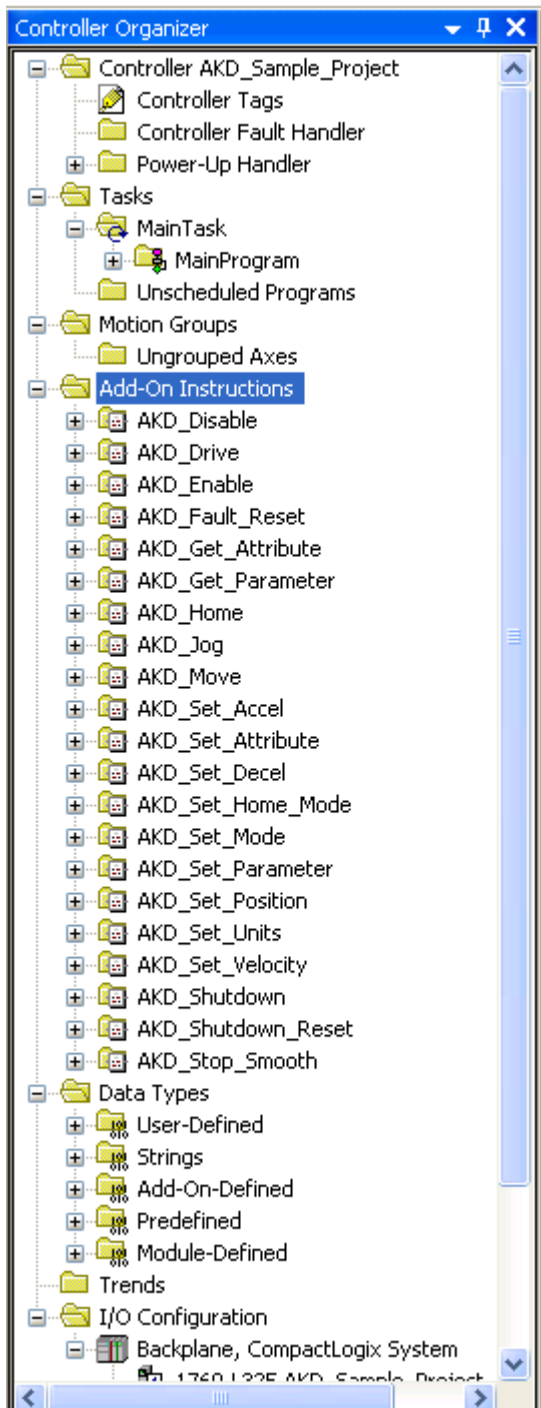 Controller Organizer
Controller AKD_Sample_Project
Controller Tags
Controller Fault Handler
Power-Up Handler
Tasks
MainTask
MainProgram
Unscheduled Programs
Motion Groups
Ungrouped Axes
Add-On Instructions
AKD_Disable
AKD_Drive
AKD_Enable
AKD_Fault_Reset
AKD_Get_Attribute
AKD_Get_Parameter
AKD_Home
AKD_Jog
AKD_Move
AKD_Set_Accel
AKD_Set_Attribute
AKD_Set_Decel
AKD_Set_Home_Mode
AKD_Set_Mode
AKD_Set_Parameter
AKD_Set_Position
AKD_Set_Units
AKD_Set_Velocity
AKD_Shutdown
AKD_Shutdown_Reset
AKD_Stop_Smooth
Data Types
User-Defined
Strings
Add-On-Defined
Predefined
Module-Defined
Trends
I/O Configuration
Backplane, CompactLogix System
AKD_Sample_Project